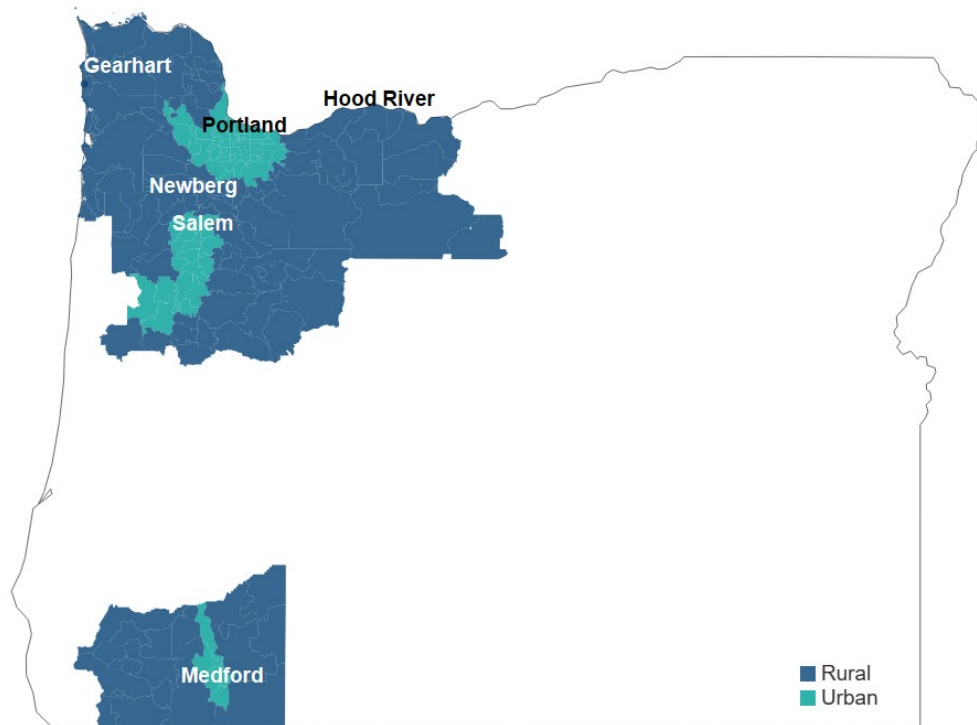 Gearhart
Hood River
Portland
Newberg
Salem
Medford
Rural
Urban